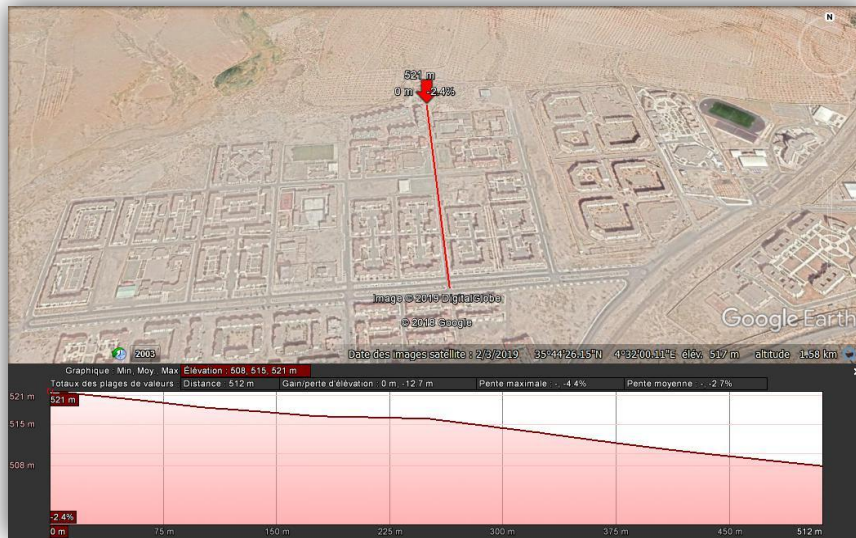 N
521 m
0 m -2.4%
Image © 2019 DigitalGlobe
© 2018 Google
Google Earth
2003
Date des images satellite : 2/3/2019 35°44'26.15"N 4°32'00.11"E élév. 517 m altitude 1.58 km
Graphique : Min, Moy., Max Élévation : 508, 515, 521 m
Totaux des plages de valeurs Distance : 512 m Gain/perte d'élévation : 0 m, -12.7 m Pente maximale : -, -4.4% Pente moyenne : -, -2.7%
521 m
521 m
515 m
508 m
-2.4%
0 m 75 m 150 m 225 m 300 m 375 m 450 m 512 m